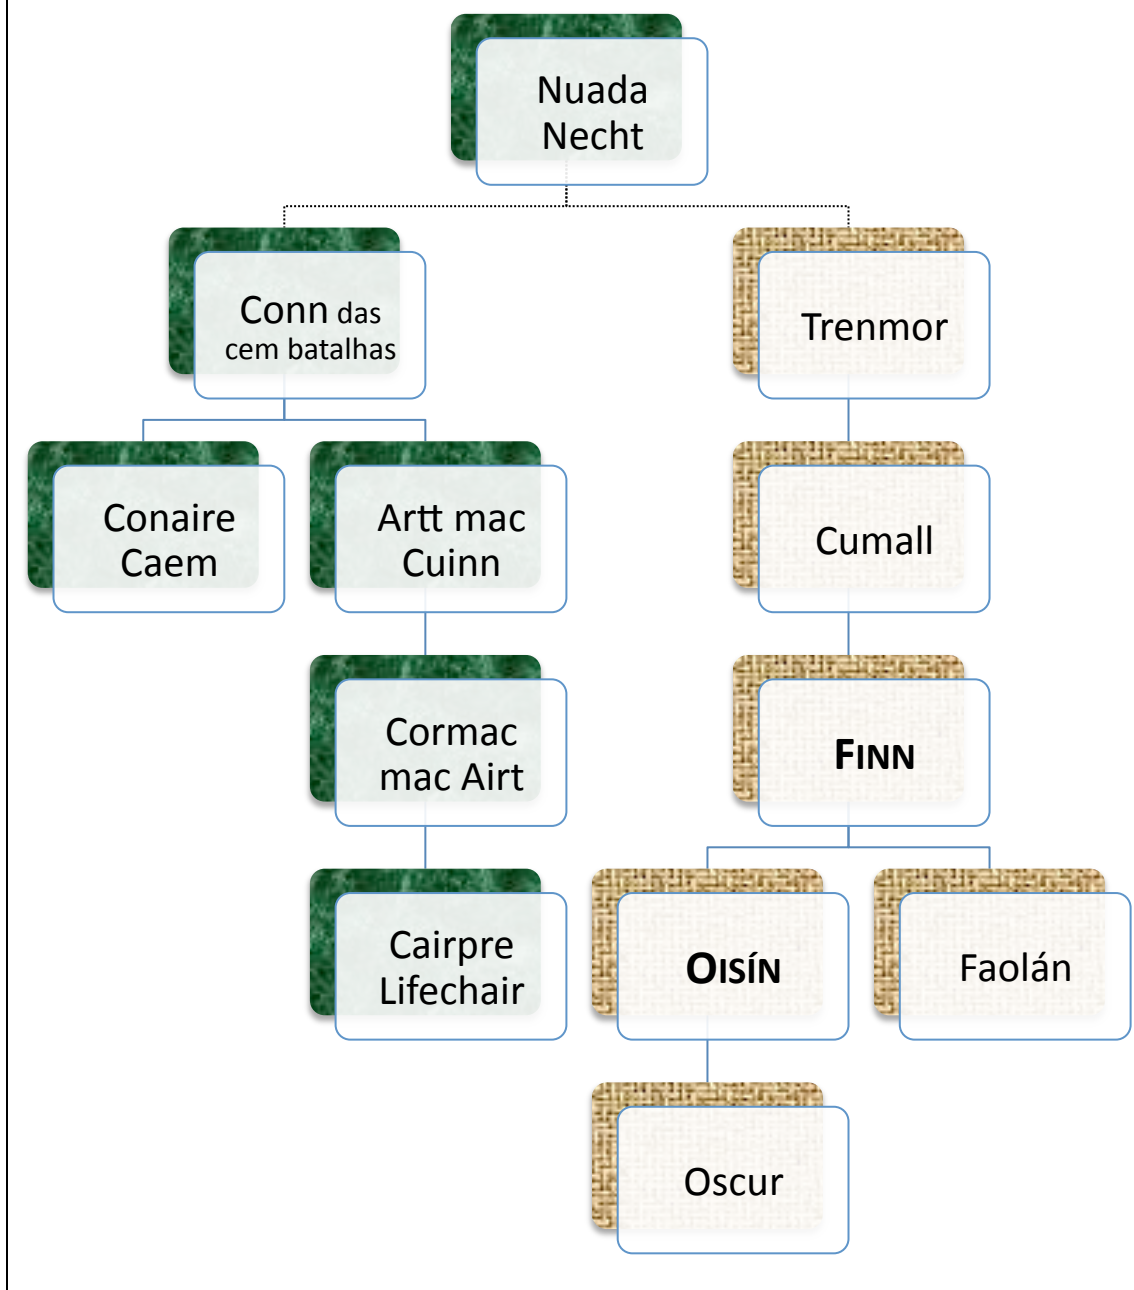 Nuada
Necht
Conn das
cem batalhas
Trenmor
Conaire
Caem
Artt mac
Cuinn
Cumall
Cormac
mac Airt
FINN
Cairpre
Lifechair
OISÍN
Faolán
Oscur